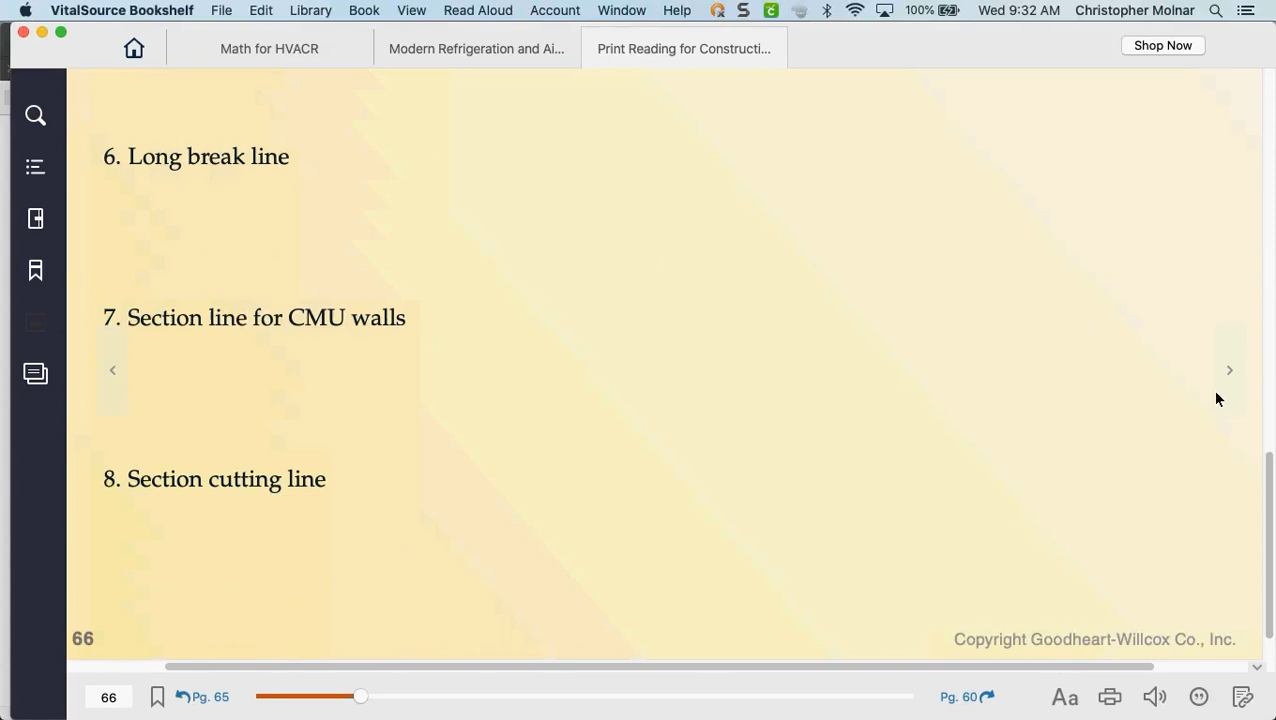 VitalSource Bookshelf File Edit Library Book View Read Aloud Account Window Help 100% Wed 9:32 AM Christopher Molnar
Math for HVACR Modern Refrigeration and Ai... Print Reading for Constructi... Shop Now
6. Long break line
7. Section line for CMU walls
8. Section cutting line
66 Copyright Goodheart-Willcox Co., Inc.
66 Pg. 65 Pg. 60 Aa